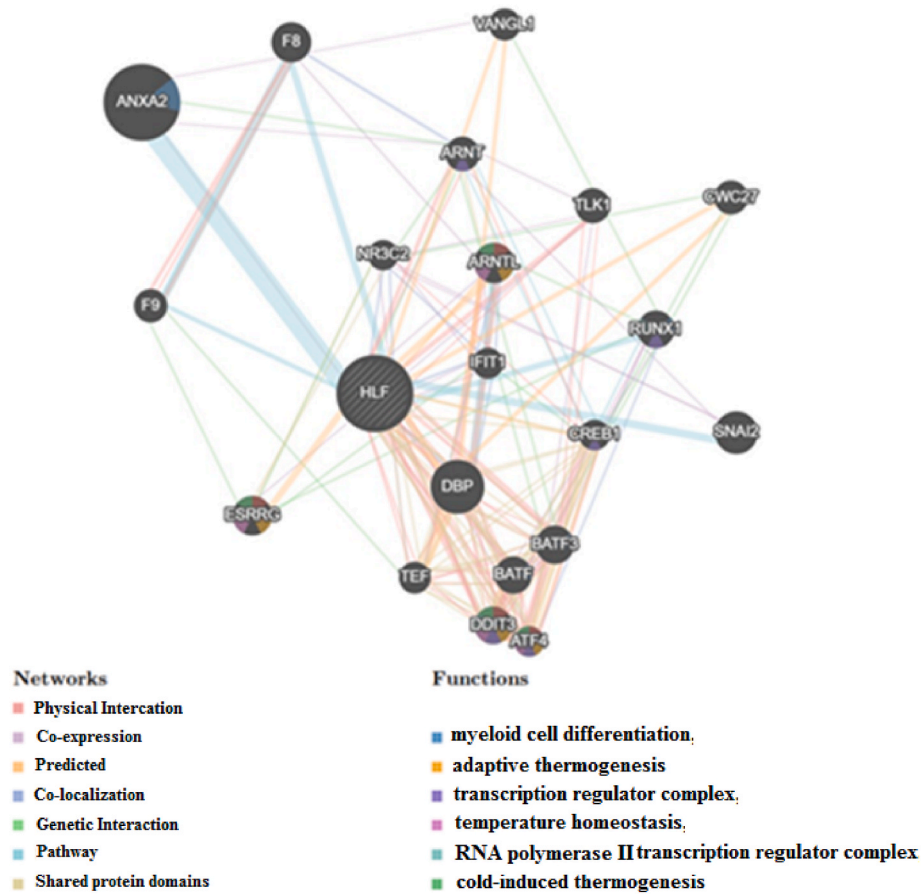 VANGL1
F8
ANXA2
ARNT
TLK1
CWC27
NR3C2
ARNTL
F9
RUNX1
IFIT1
HLF
SNAI2
CREB1
DBP
ESRRG
BATF3
TEF
BATF
DDIT3
ATF4
Networks
Physical Intercation
Co-expression
Predicted
Co-localization
Genetic Interaction
Pathway
Shared protein domains
Functions
myeloid cell differentiation,
adaptive thermogenesis
transcription regulator complex,
temperature homeostasis,
RNA polymerase II transcription regulator complex
cold-induced thermogenesis